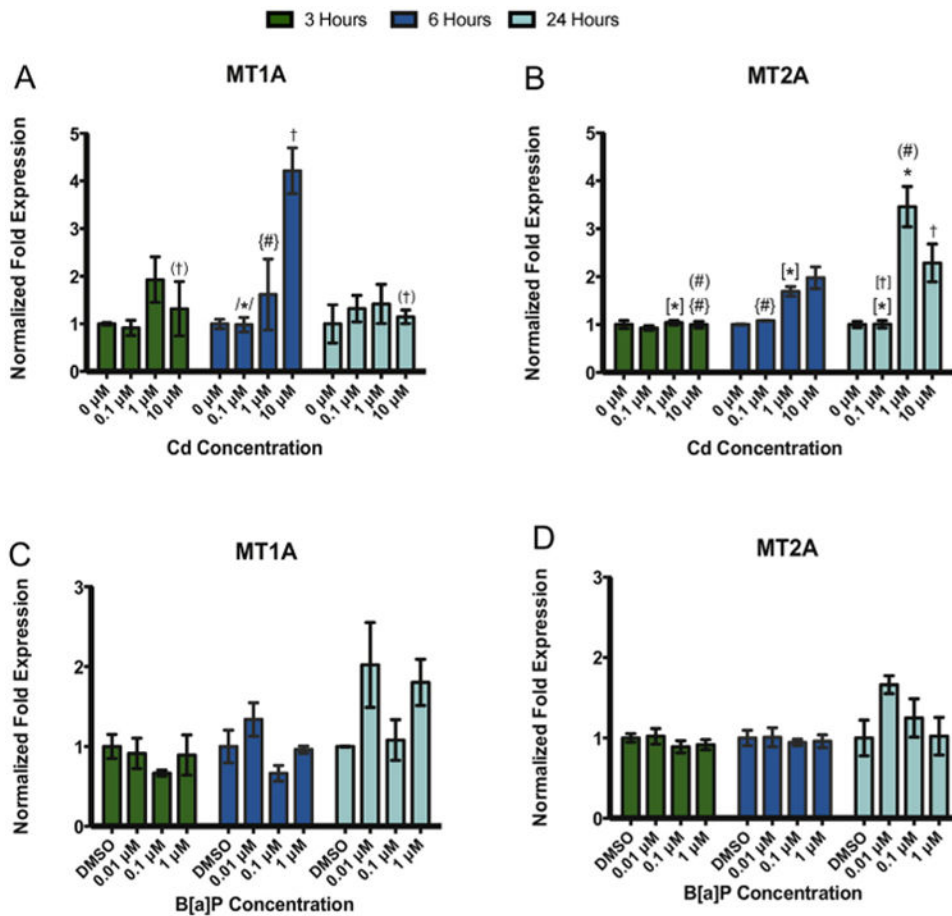 3 Hours 6 Hours 24 Hours
A
MT1A
Normalized Fold Expression
5
4
3
2
1
0
(†)
/*/
{#}
†
(†)
0 µM 0.1 µM 1 µM 10 µM 0 µM 0.1 µM 1 µM 10 µM 0 µM 0.1 µM 1 µM 10 µM
Cd Concentration
B
MT2A
Normalized Fold Expression
5
4
3
2
1
0
[*]
(#)
{#}
{#}
[*]
[†]
[*]
(#)
*
†
0 µM 0.1 µM 1 µM 10 µM 0 µM 0.1 µM 1 µM 10 µM 0 µM 0.1 µM 1 µM 10 µM
Cd Concentration
C
MT1A
Normalized Fold Expression
3
2
1
0
DMSO 0.01 µM 0.1 µM 1 µM DMSO 0.01 µM 0.1 µM 1 µM DMSO 0.01 µM 0.1 µM 1 µM
B[a]P Concentration
D
MT2A
Normalized Fold Expression
3
2
1
0
DMSO 0.01 µM 0.1 µM 1 µM DMSO 0.01 µM 0.1 µM 1 µM DMSO 0.01 µM 0.1 µM 1 µM
B[a]P Concentration